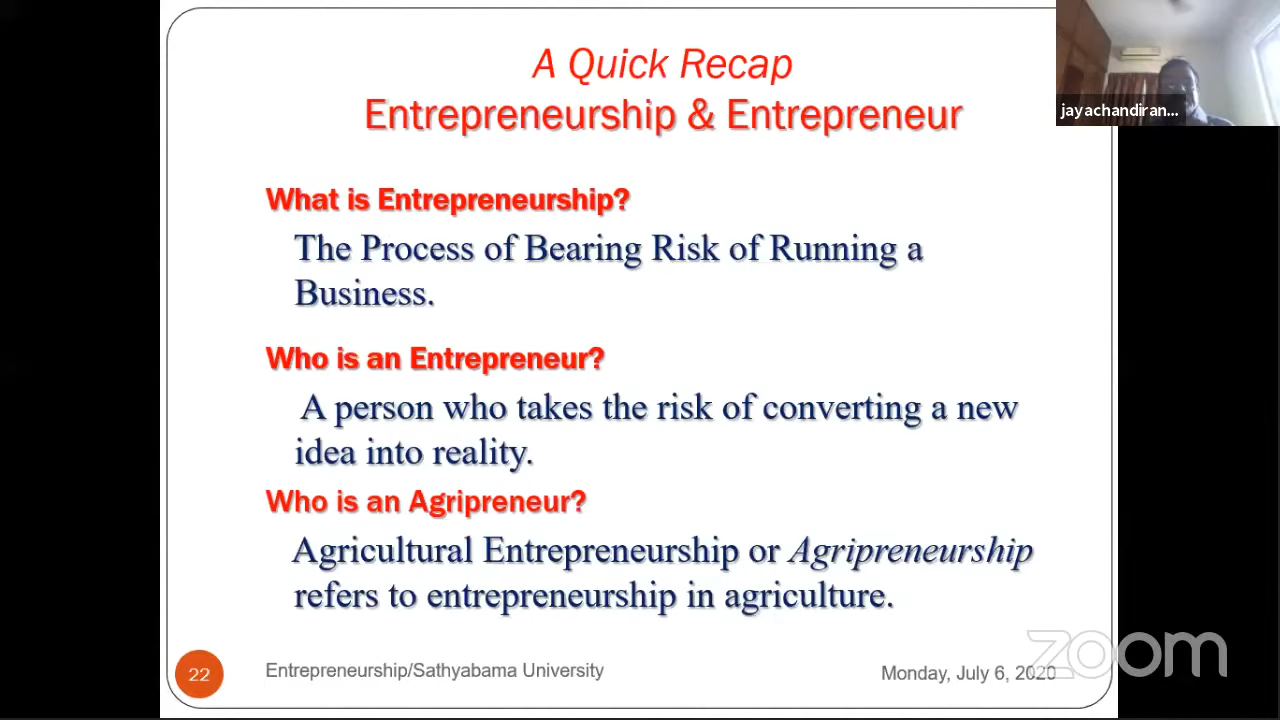 A Quick Recap
Entrepreneurship & Entrepreneur
jayachandiran...
What is Entrepreneurship?
The Process of Bearing Risk of Running a
Business.
Who is an Entrepreneur?
A person who takes the risk of converting a new
idea into reality.
Who is an Agripreneur?
Agricultural Entrepreneurship or Agripreneurship
refers to entrepreneurship in agriculture.
22
Entrepreneurship/Sathyabama University
Monday, July 6, 2020
zoom